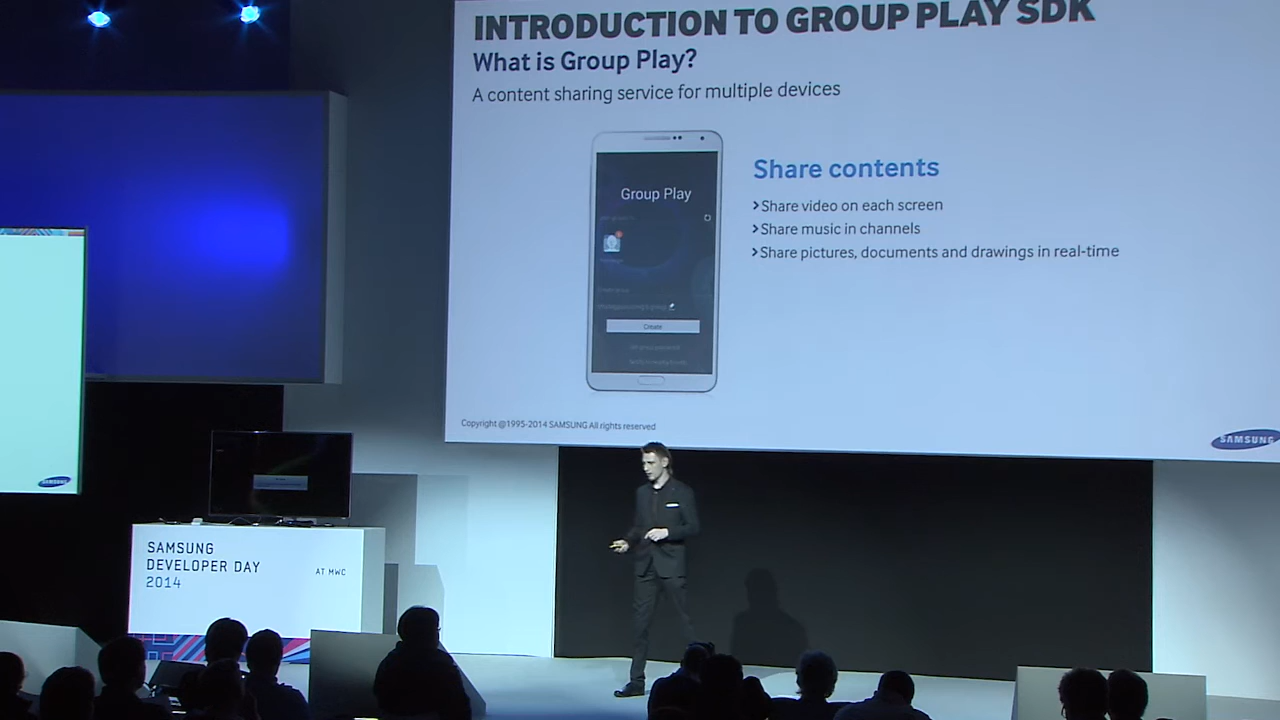 INTRODUCTION TO GROUP PLAY SDK
What is Group Play?
A content sharing service for multiple devices
Group Play
Create
Share contents
>Share video on each screen
>Share music in channels
>Share pictures, documents and drawings in real-time
Copyright @1995-2014 SAMSUNG All rights reserved
SAMSUNG
SAMSUNG
SAMSUNG
DEVELOPER DAY
2014
AT MWC